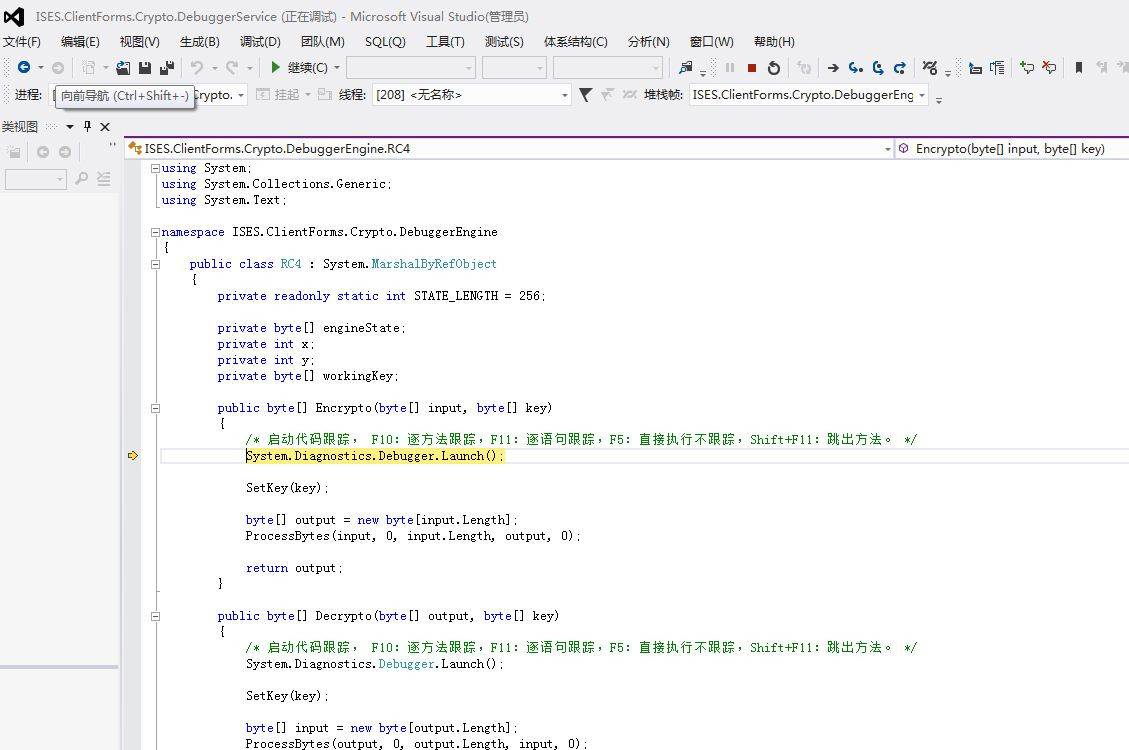 ISES.ClientForms.Crypto.DebuggerService (正在调试) - Microsoft Visual Studio(管理员)
文件(F) 编辑(E) 视图(V) 生成(B) 调试(D) 团队(M) SQL(Q) 工具(T) 测试(S) 体系结构(C) 分析(N) 窗口(W) 帮助(H)
继续(C)
进程: 向前导航 (Ctrl+Shift+-) Crypto. 挂起 线程: [208] <无名称> 堆栈帧: ISES.ClientForms.Crypto.DebuggerEng
类视图
ISES.ClientForms.Crypto.DebuggerEngine.RC4 Encrypto(byte[] input, byte[] key)
using System;
using System.Collections.Generic;
using System.Text;
namespace ISES.ClientForms.Crypto.DebuggerEngine
{
public class RC4 : System.MarshalByRefObject
{
private readonly static int STATE_LENGTH = 256;
private byte[] engineState;
private int x;
private int y;
private byte[] workingKey;
public byte[] Encrypto(byte[] input, byte[] key)
{
/* 启动代码跟踪， F10：逐方法跟踪，F11：逐语句跟踪，F5：直接执行不跟踪，Shift+F11：跳出方法。 */
System.Diagnostics.Debugger.Launch();
SetKey(key);
byte[] output = new byte[input.Length];
ProcessBytes(input, 0, input.Length, output, 0);
return output;
}
public byte[] Decrypto(byte[] output, byte[] key)
{
/* 启动代码跟踪， F10：逐方法跟踪，F11：逐语句跟踪，F5：直接执行不跟踪，Shift+F11：跳出方法。 */
System.Diagnostics.Debugger.Launch();
SetKey(key);
byte[] input = new byte[output.Length];
ProcessBytes(output, 0, output.Length, input, 0);